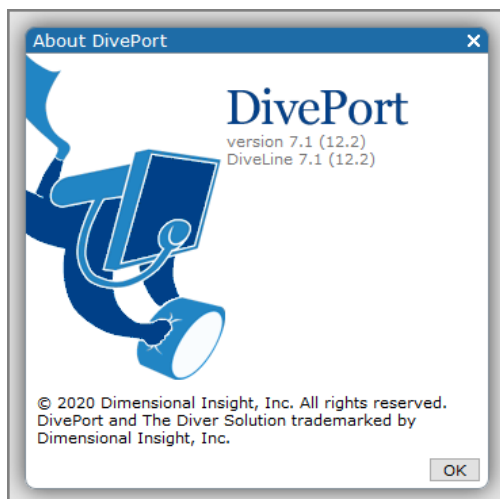 About DivePort
DivePort
version 7.1 (12.2)
DiveLine 7.1 (12.2)
© 2020 Dimensional Insight, Inc. All rights reserved.
DivePort and The Diver Solution trademarked by
Dimensional Insight, Inc.
OK